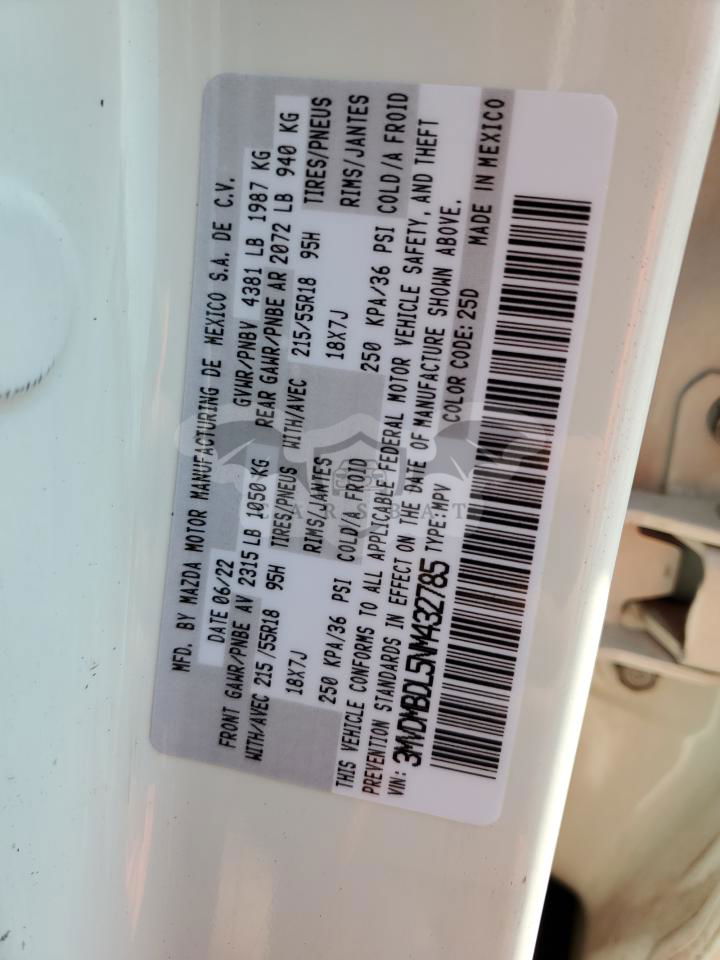 MFD. BY MAZDA MOTOR MANUFACTURING DE MEXICO S.A. DE C.V.
DATE 06/22 GVWR/PNBV 4381 LB 1987 KG
FRONT GAWR/PNBE AV 2315 LB 1050 KG REAR GAWR/PNBE AR 2072 LB 940 KG
WITH/AVEC 215/55R18 95H TIRES/PNEUS WITH/AVEC 215/55R18 95H TIRES/PNEUS
18X7J RIMS/JANTES 18X7J RIMS/JANTES
250 KPA/36 PSI COLD/A FROID 250 KPA/36 PSI COLD/A FROID
THIS VEHICLE CONFORMS TO ALL APPLICABLE FEDERAL MOTOR VEHICLE SAFETY, AND THEFT
PREVENTION STANDARDS IN EFFECT ON THE DATE OF MANUFACTURE SHOWN ABOVE.
VIN: 3MVDMBDL5NM432785 TYPE:MPV COLOR CODE: 25D MADE IN MEXICO
CARSBAT